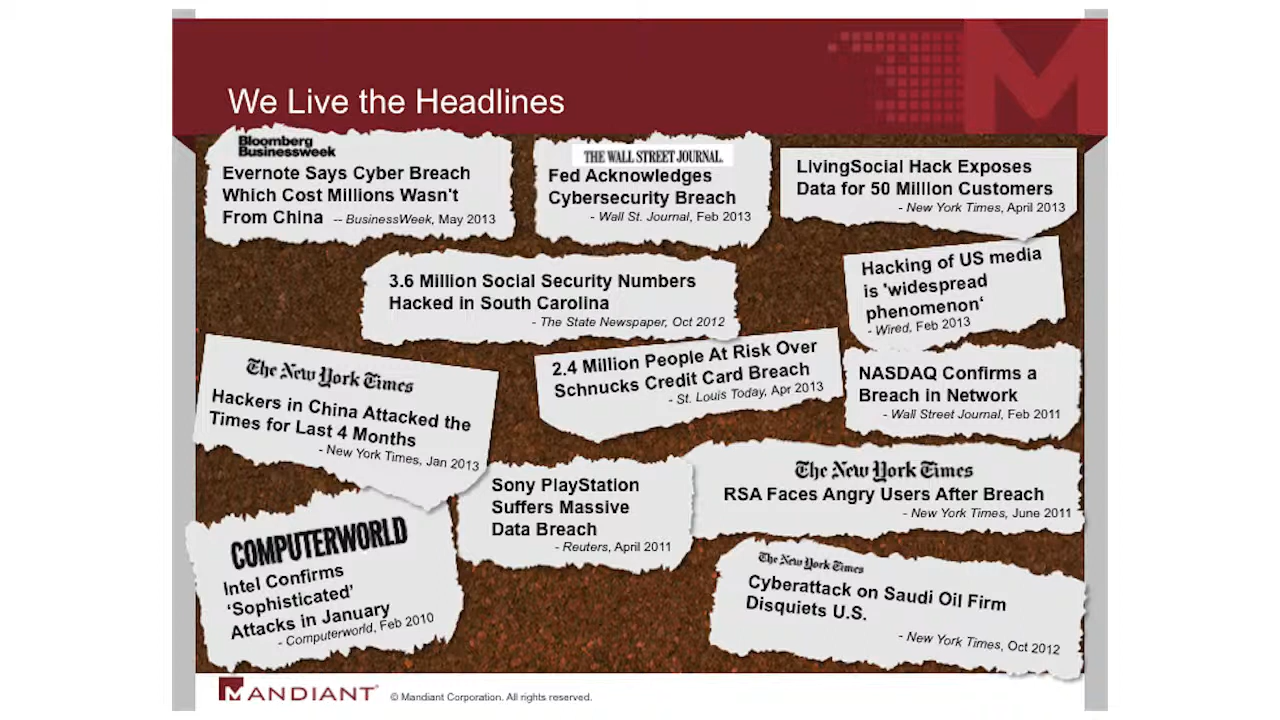 We Live the Headlines
Bloomberg
Businessweek
Evernote Says Cyber Breach
Which Cost Millions Wasn't
From China -- BusinessWeek, May 2013
THE WALL STREET JOURNAL.
Fed Acknowledges
Cybersecurity Breach
- Wall St. Journal, Feb 2013
LivingSocial Hack Exposes
Data for 50 Million Customers
- New York Times, April 2013
3.6 Million Social Security Numbers
Hacked in South Carolina
- The State Newspaper, Oct 2012
Hacking of US media
is 'widespread
phenomenon‘
- Wired, Feb 2013
The New York Times
Hackers in China Attacked the
Times for Last 4 Months
- New York Times, Jan 2013
2.4 Million People At Risk Over
Schnucks Credit Card Breach
- St. Louis Today, Apr 2013
NASDAQ Confirms a
Breach in Network
- Wall Street Journal, Feb 2011
Sony PlayStation
Suffers Massive
Data Breach
- Reuters, April 2011
The New York Times
RSA Faces Angry Users After Breach
- New York Times, June 2011
COMPUTERWORLD
Intel Confirms
‘Sophisticated’
Attacks in January
- Computerworld, Feb 2010
The New York Times
Cyberattack on Saudi Oil Firm
Disquiets U.S.
- New York Times, Oct 2012
MANDIANT® © Mandiant Corporation. All rights reserved.